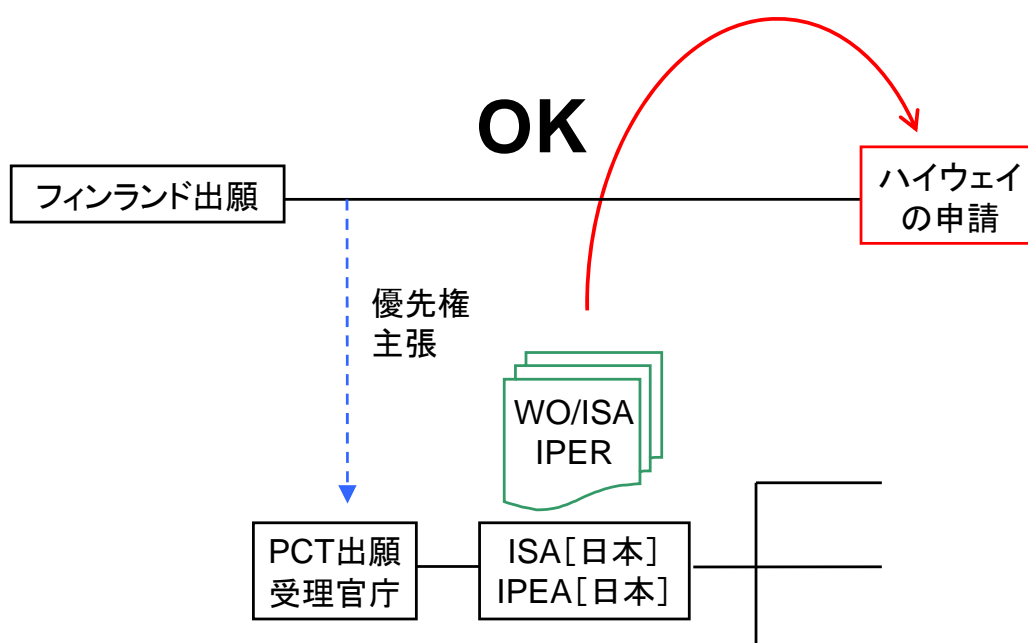 OK
フィンランド出願
ハイウェイ
の申請
優先権
主張
WO/ISA
IPER
PCT出願
受理官庁
ISA［日本］
IPEA［日本］